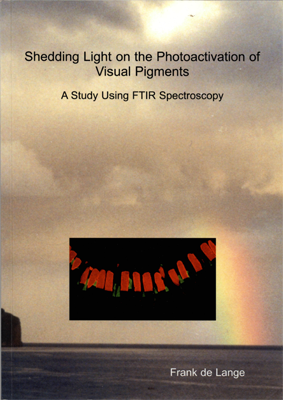 Shedding Light on the Photoactivation of
Visual Pigments
A Study Using FTIR Spectroscopy
Frank de Lange